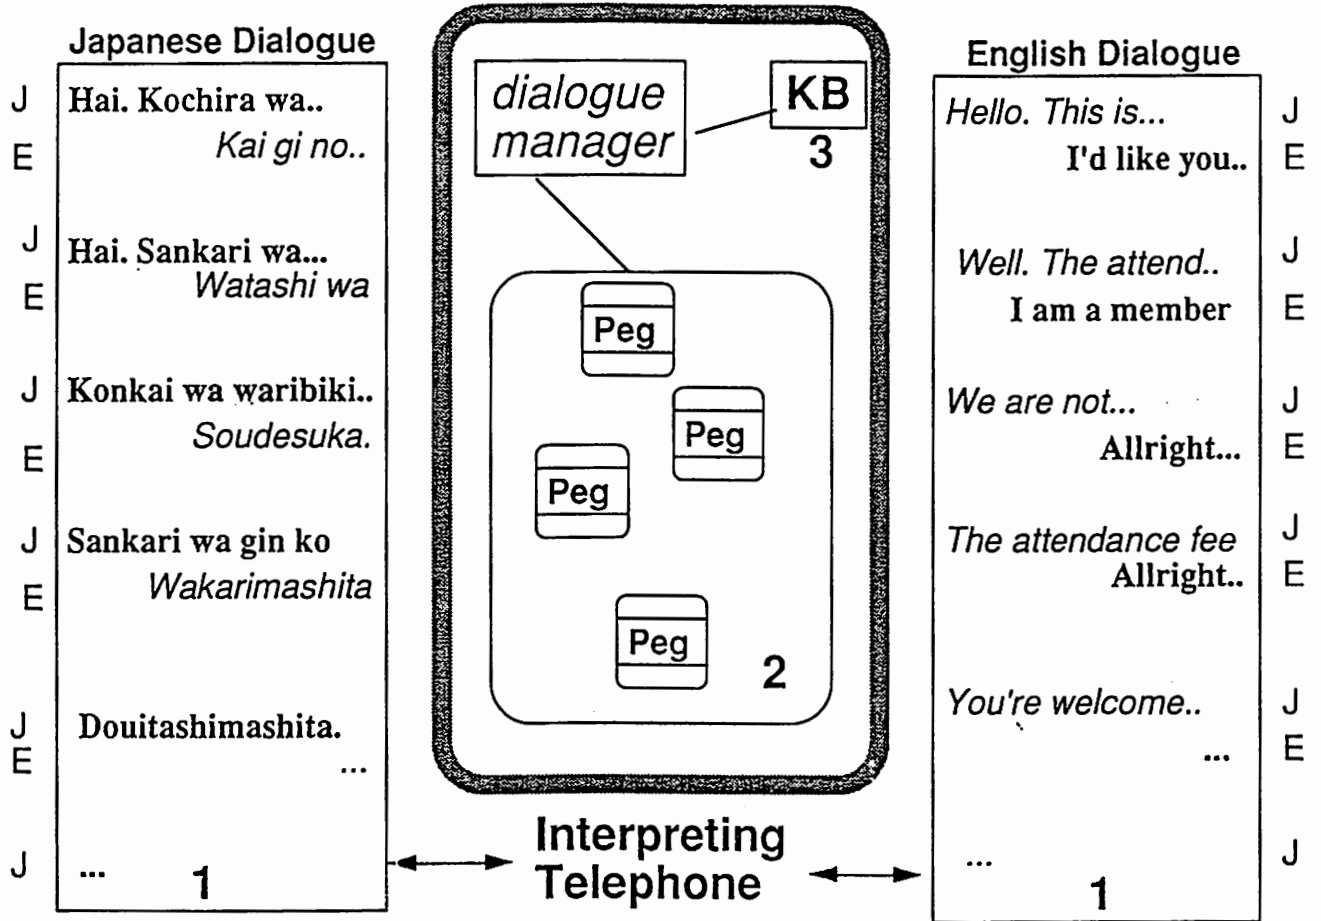 Japanese Dialogue
J
Hai. Kochira wa..
E
Kai gi no..
J
Hai. Sankari wa...
E
Watashi wa
J
Konkai wa waribiki..
E
Soudesuka.
J
Sankari wa gin ko
E
Wakarimashita
J
Douitashimashita.
E
...
J
...
1
dialogue
manager
KB
3
Peg
Peg
Peg
Peg
2
Interpreting
Telephone
English Dialogue
Hello. This is...
J
I'd like you..
E
Well. The attend..
J
I am a member
E
We are not...
J
Allright...
E
The attendance fee
J
Allright..
E
You're welcome..
J
...
E
...
J
1